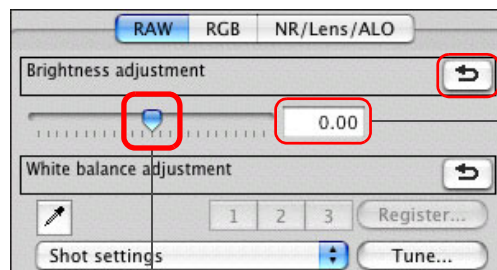 RAW RGB NR/Lens/ALO
Brightness adjustment
0.00
White balance adjustment
1 2 3 Register...
Shot settings Tune...